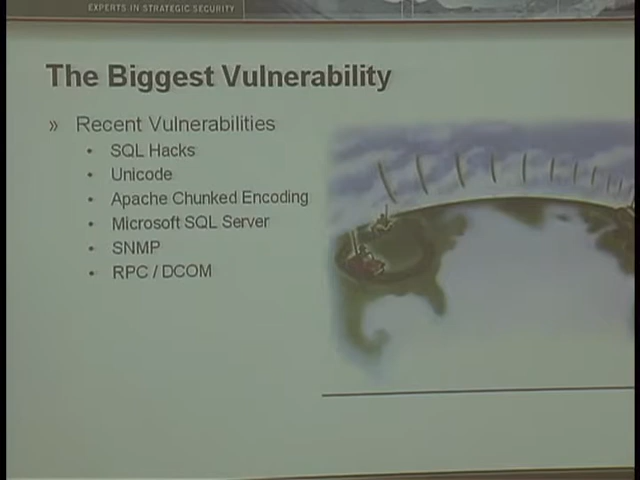 EXPERTS IN STRATEGIC SECURITY
The Biggest Vulnerability
» Recent Vulnerabilities
• SQL Hacks
• Unicode
• Apache Chunked Encoding
• Microsoft SQL Server
• SNMP
• RPC / DCOM